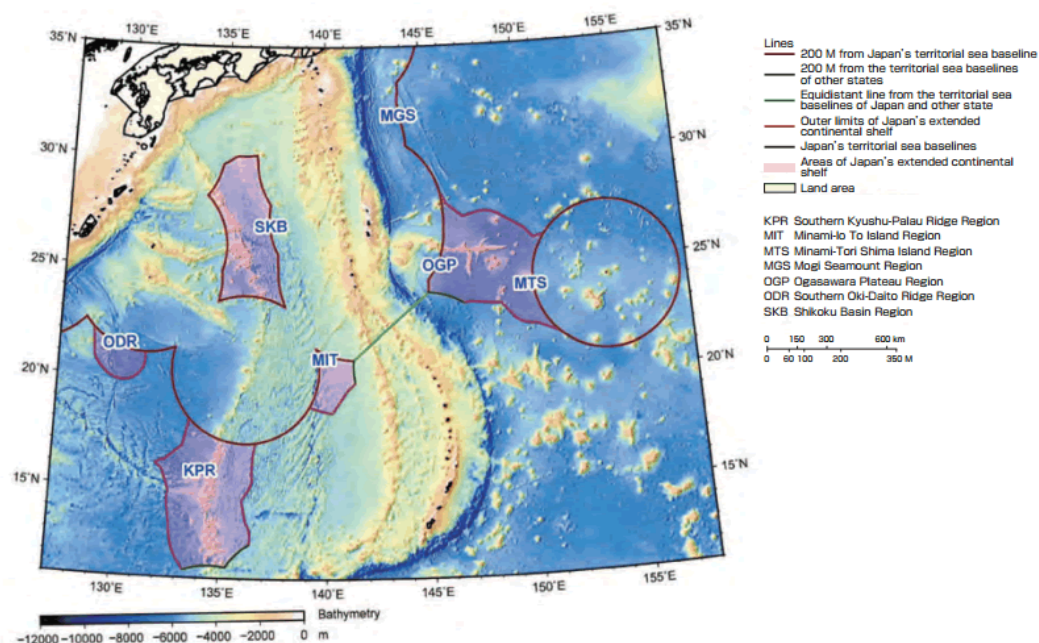 130°E 135°E 140°E 145°E 150°E 155°E
35°N 35°N
MGS
30°N 30°N
SKB
25°N OGP 25°N
MTS
ODR
20°N MIT 20°N
KPR
15°N 15°N
130°E 135°E 140°E 145°E 150°E 155°E
Bathymetry
−12000 −10000 −8000 −6000 −4000 −2000 0 m
Lines
200 M from Japan's territorial sea baseline
200 M from the territorial sea baselines
of other states
Equidistant line from the territorial sea
baselines of Japan and other state
Outer limits of Japan's extended
continental shelf
Japan's territorial sea baselines
Areas of Japan's extended continental
shelf
Land area
KPR Southern Kyushu-Palau Ridge Region
MIT Minami-Io To Island Region
MTS Minami-Tori Shima Island Region
MGS Mogi Seamount Region
OGP Ogasawara Plateau Region
ODR Southern Oki-Daito Ridge Region
SKB Shikoku Basin Region
0 150 300 600 km
0 60 100 200 350 M